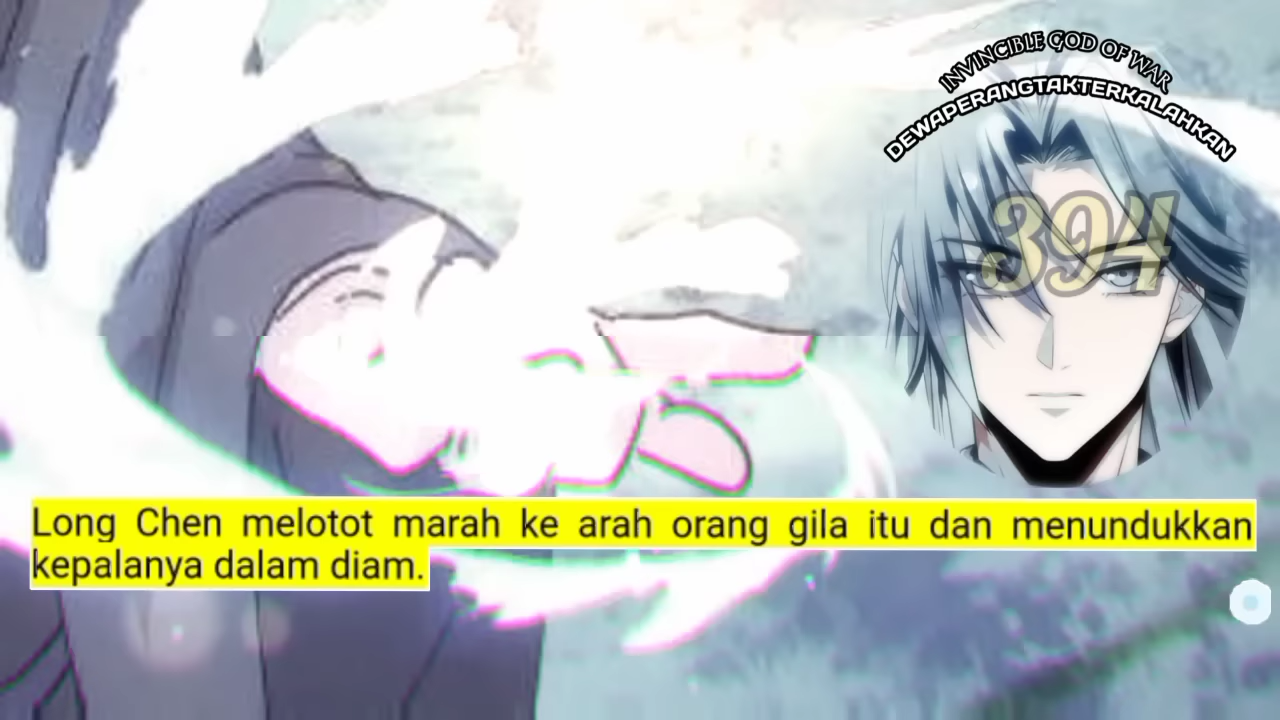 INVINCIBLE GOD OF WAR
DEWAPERANGTAKTERKALAHKAN
394
Long Chen melotot marah ke arah orang gila itu dan menundukkan
kepalanya dalam diam.